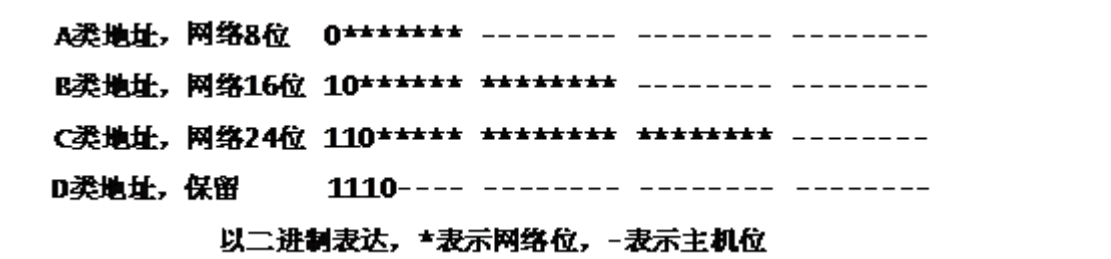 A类地址，网络8位 0******* -------- -------- --------
B类地址，网络16位 10****** ******** -------- --------
C类地址，网络24位 110***** ******** ******** --------
D类地址，保留 1110---- -------- -------- --------
以二进制表达，*表示网络位，-表示主机位